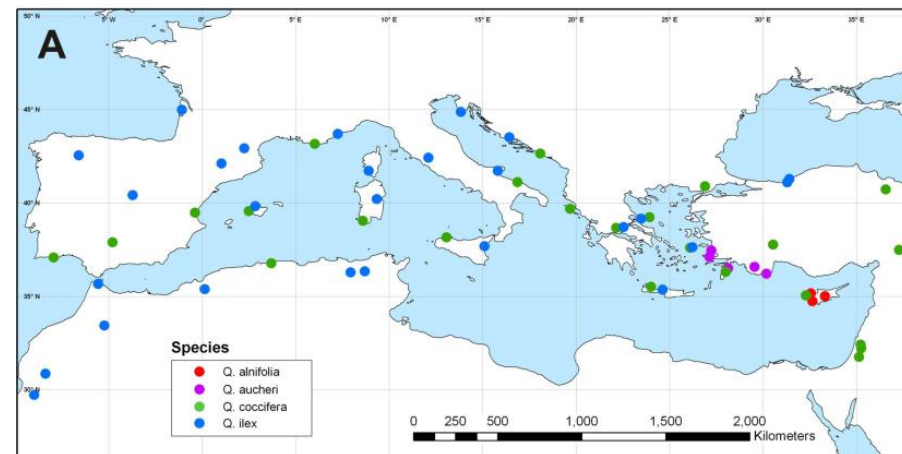 A
50° N
5° W
0°
5° E
10° E
15° E
20° E
25° E
30° E
35° E
45° N
40° N
35° N
30° N
Species
Q. alnifolia
Q. aucheri
Q. coccifera
Q. ilex
0 250 500 1,000 1,500 2,000
Kilometers